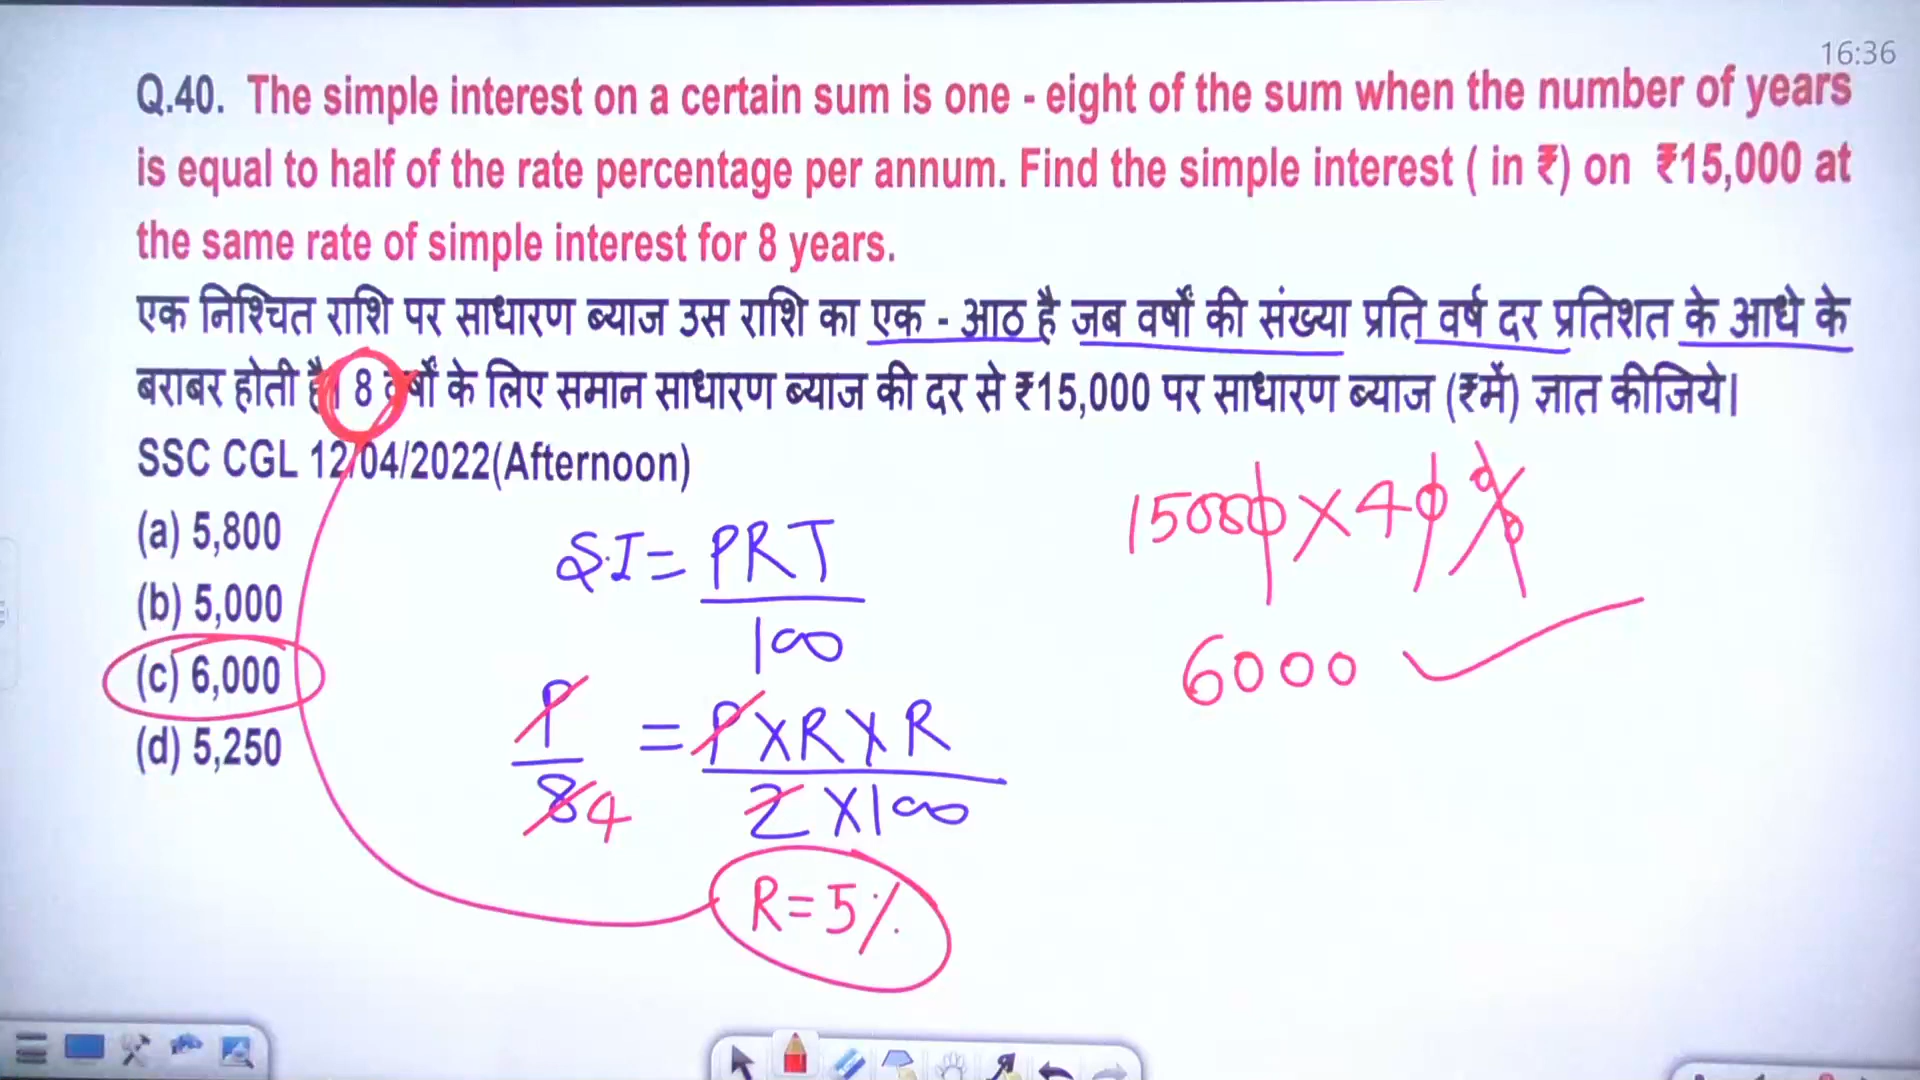 16:36
Q.40. The simple interest on a certain sum is one - eight of the sum when the number of years
is equal to half of the rate percentage per annum. Find the simple interest ( in ₹) on ₹15,000 at
the same rate of simple interest for 8 years.
एक निश्चित राशि पर साधारण ब्याज उस राशि का एक - आठ है जब वर्षों की संख्या प्रति वर्ष दर प्रतिशत के आधे के
बराबर होती है। 8 वर्षों के लिए समान साधारण ब्याज की दर से ₹15,000 पर साधारण ब्याज (₹में) ज्ञात कीजिये।
SSC CGL 12/04/2022(Afternoon)
(a) 5,800
(b) 5,000
(c) 6,000
(d) 5,250
S.I = PRT
100
P = P X R X R
84 2 X 100
R = 5%
15000 X 40 %
6000